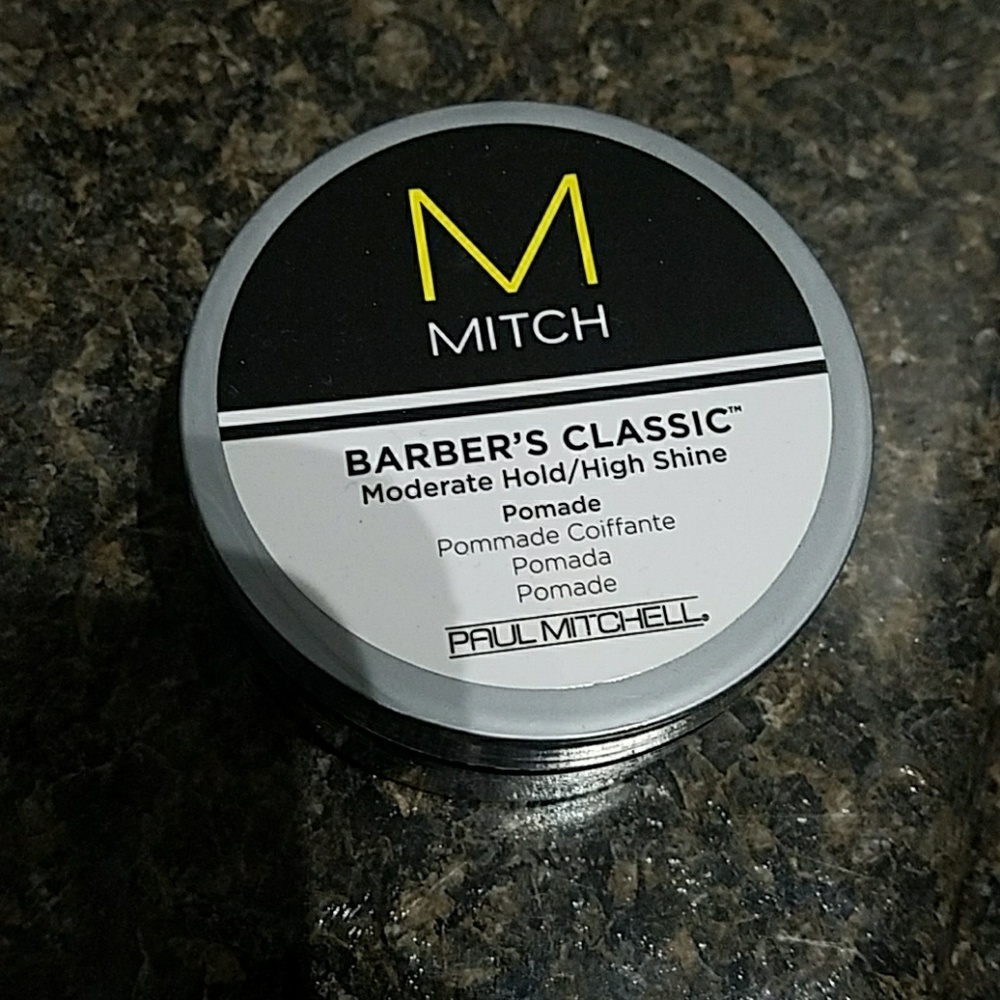 M
MITCH
BARBER'S CLASSIC™
Moderate Hold/High Shine
Pomade
Pommade Coiffante
Pomada
Pomade
PAUL MITCHELL®